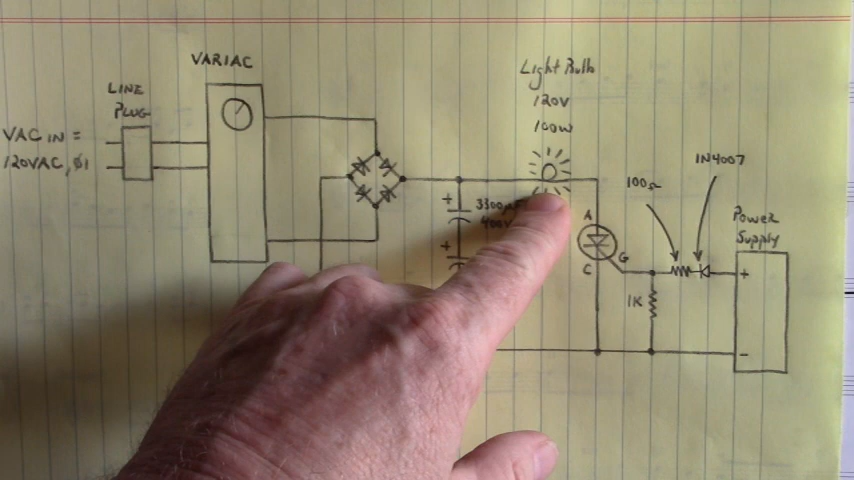 VARIAC
LINE
PLUG
VAC IN =
120VAC, Ø1
Light Bulb
120V
100W
+
3300µF
400V
+
A
G
C
100Ω
1N4007
1K
Power
Supply
+
-